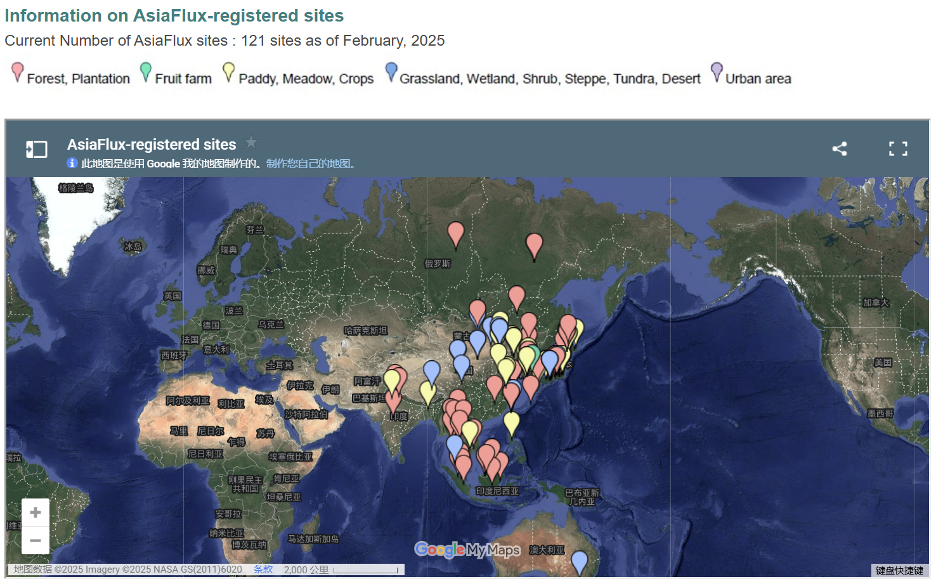 Information on AsiaFlux-registered sites
Current Number of AsiaFlux sites : 121 sites as of February, 2025
Forest, Plantation Fruit farm Paddy, Meadow, Crops Grassland, Wetland, Shrub, Steppe, Tundra, Desert Urban area
AsiaFlux-registered sites
此地图是使用 Google 我的地图制作的。 制作您自己的地图。
格陵兰岛
冰岛
芬兰
瑞典
挪威
俄罗斯
英国
波兰
德国
乌克兰
法国
哈萨克斯坦
意大利
西班牙
土耳其
加拿大
美国
墨西哥
阿富汗
伊拉克
伊朗
巴基斯坦
阿尔及利亚
利比亚
埃及
沙特阿拉伯
印度
马里
尼日尔
苏丹
乍得
尼日利亚
埃塞俄比亚
刚果民主
共和国
肯尼亚
坦桑尼亚
印度尼西亚
巴布亚新
几内亚
安哥拉
纳米比亚
马达加斯加岛
博茨瓦纳
澳大利亚
+
−
Google My Maps
地图数据 ©2025 Imagery ©2025 NASA GS(2011)6020 条款 2,000 公里
键盘快捷键